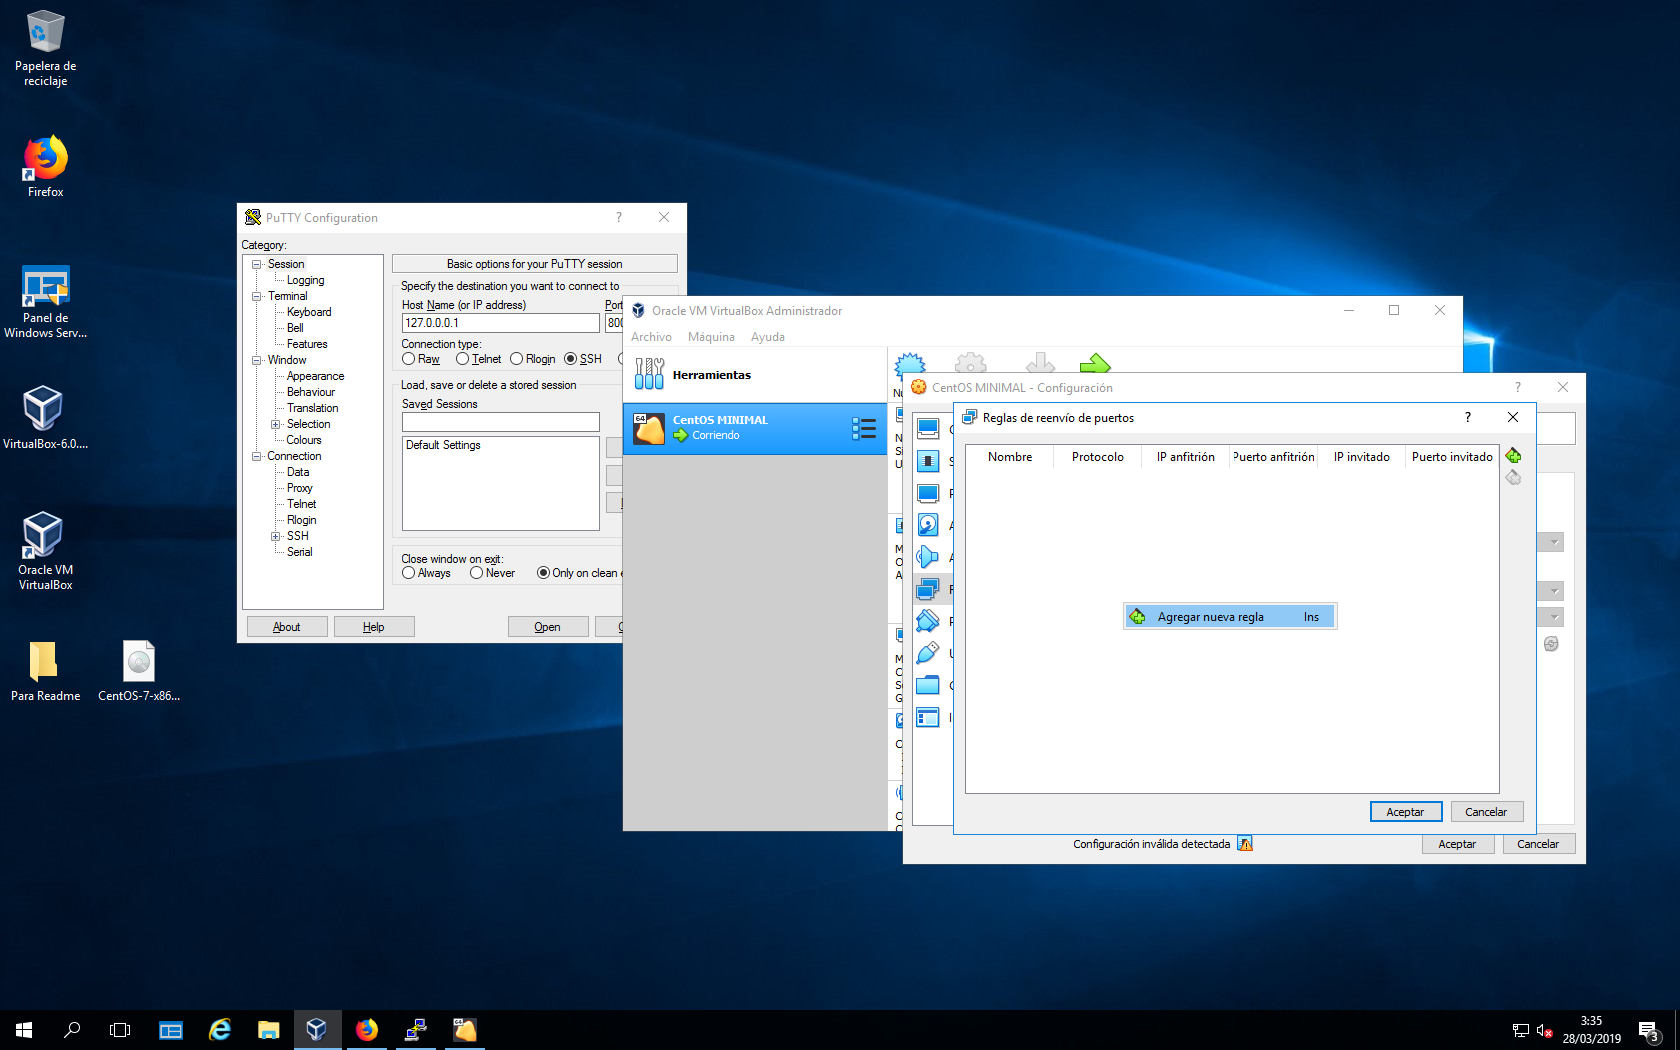 Papelera de
reciclaje
Firefox
Panel de
Windows Serv...
VirtualBox-6.0....
Oracle VM
VirtualBox
Para Readme
CentOS-7-x86...
PuTTY Configuration
?
Category:
Session
Logging
Terminal
Keyboard
Bell
Features
Window
Appearance
Behaviour
Translation
Selection
Colours
Connection
Data
Proxy
Telnet
Rlogin
SSH
Serial
Basic options for your PuTTY session
Specify the destination you want to connect to
Host Name (or IP address)
Port
127.0.0.0.1
800
Connection type:
Raw Telnet Rlogin SSH
Load, save or delete a stored session
Saved Sessions
Default Settings
Close window on exit:
Always Never Only on clean e
About Help Open C
Oracle VM VirtualBox Administrador
Archivo Máquina Ayuda
Herramientas
64
CentOS MINIMAL
Corriendo
CentOS MINIMAL - Configuración
?
Reglas de reenvío de puertos
?
Nombre Protocolo IP anfitrión Puerto anfitrión IP invitado Puerto invitado
Agregar nueva regla Ins
Aceptar Cancelar
Configuración inválida detectada
Aceptar Cancelar
64
3:35
28/03/2019
3